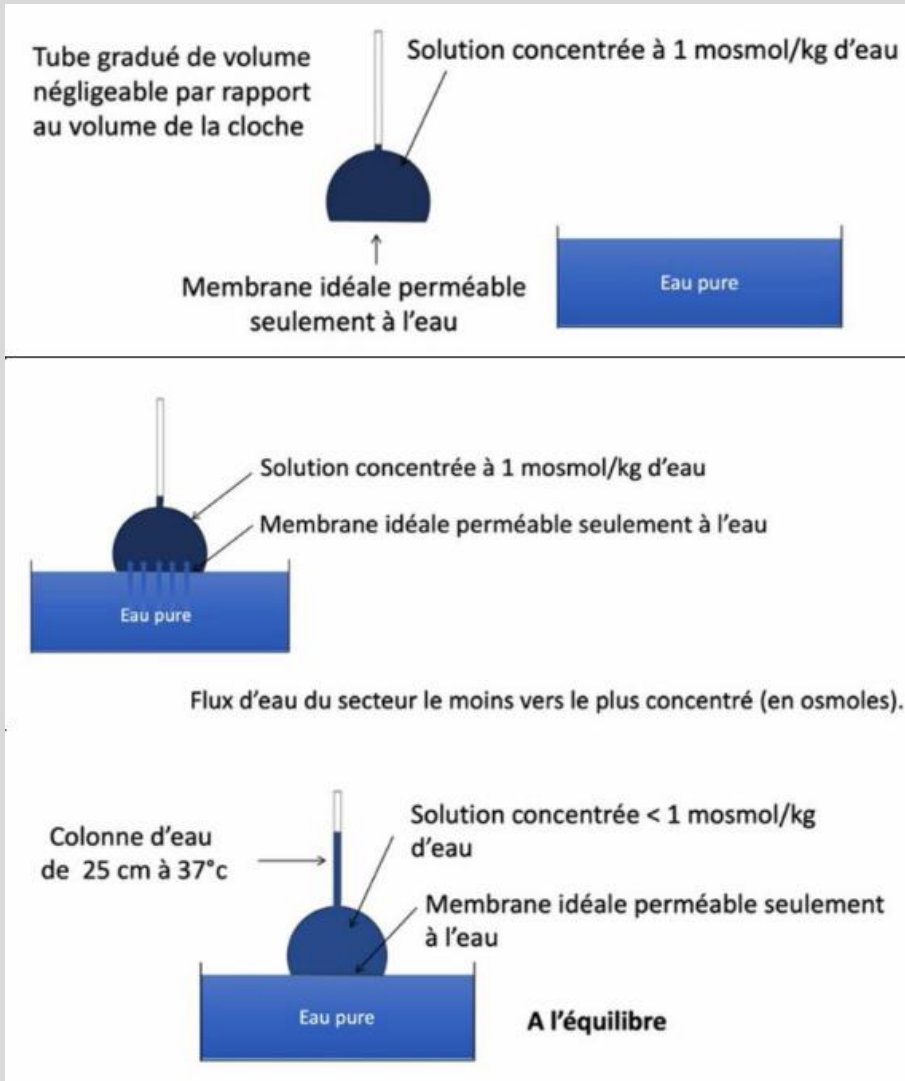 Tube gradué de volume
négligeable par rapport
au volume de la cloche
Solution concentrée à 1 mosmol/kg d'eau
Membrane idéale perméable
seulement à l'eau
Eau pure
Solution concentrée à 1 mosmol/kg d'eau
Membrane idéale perméable seulement à l'eau
Eau pure
Flux d'eau du secteur le moins vers le plus concentré (en osmoles).
Colonne d'eau
de 25 cm à 37°c
Solution concentrée < 1 mosmol/kg
d'eau
Membrane idéale perméable seulement
à l'eau
Eau pure
A l'équilibre